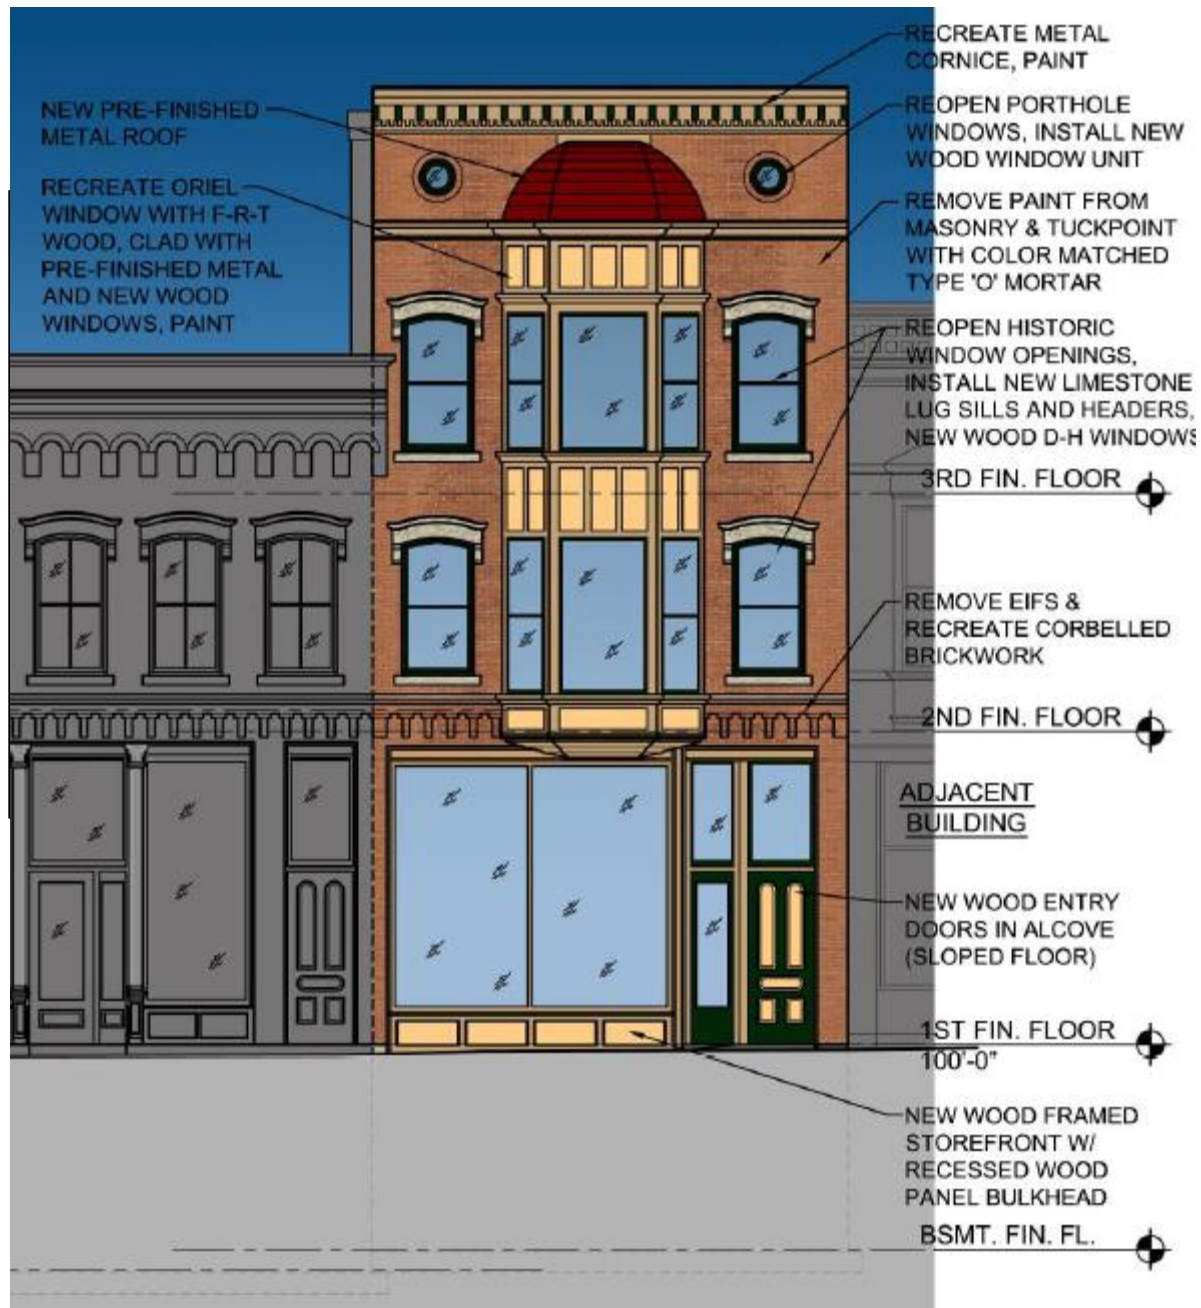 NEW PRE-FINISHED
METAL ROOF
RECREATE ORIEL
WINDOW WITH F-R-T
WOOD, CLAD WITH
PRE-FINISHED METAL
AND NEW WOOD
WINDOWS, PAINT
RECREATE METAL
CORNICE, PAINT
REOPEN PORTHOLE
WINDOWS, INSTALL NEW
WOOD WINDOW UNIT
REMOVE PAINT FROM
MASONRY & TUCKPOINT
WITH COLOR MATCHED
TYPE 'O' MORTAR
REOPEN HISTORIC
WINDOW OPENINGS,
INSTALL NEW LIMESTONE
LUG SILLS AND HEADERS,
NEW WOOD D-H WINDOWS
3RD FIN. FLOOR
REMOVE EIFS &
RECREATE CORBELLED
BRICKWORK
2ND FIN. FLOOR
ADJACENT
BUILDING
NEW WOOD ENTRY
DOORS IN ALCOVE
(SLOPED FLOOR)
1ST FIN. FLOOR
100'-0"
NEW WOOD FRAMED
STOREFRONT W/
RECESSED WOOD
PANEL BULKHEAD
BSMT. FIN. FL.